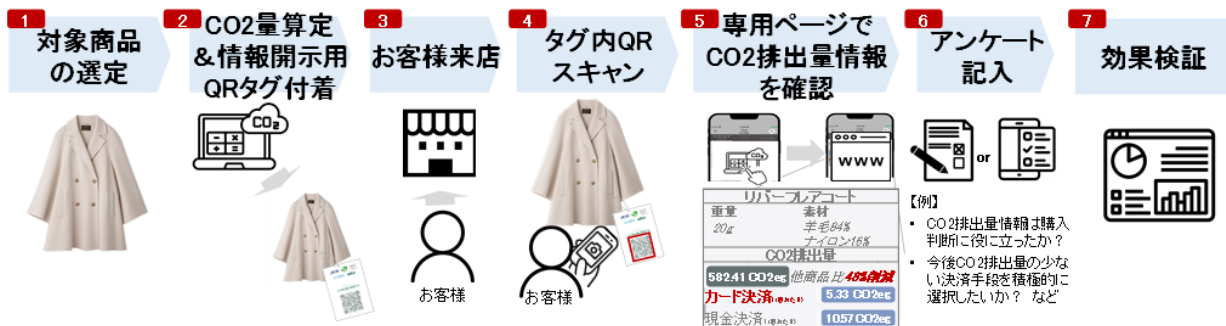 1
対象商品
の選定
2
CO2量算定
&情報開示用
QRタグ付着
CO2
3
お客様来店
お客様
4
タグ内QR
スキャン
お客様
5
専用ページで
CO2排出量情報
を確認
www
リバーフレアコート
重量 素材
20g 羊毛84%
ナイロン16%
CO2排出量
582.41 CO2eg 他商品比48%削減
カード決済 5.33 CO2eg
現金決済 10.57 CO2eg
6
アンケート
記入
or
【例】
・ CO2排出量情報は購入
判断に役に立ったか?
・ 今後CO2排出量の少な
い決済手段を積極的に
選択したいか? など
7
効果検証